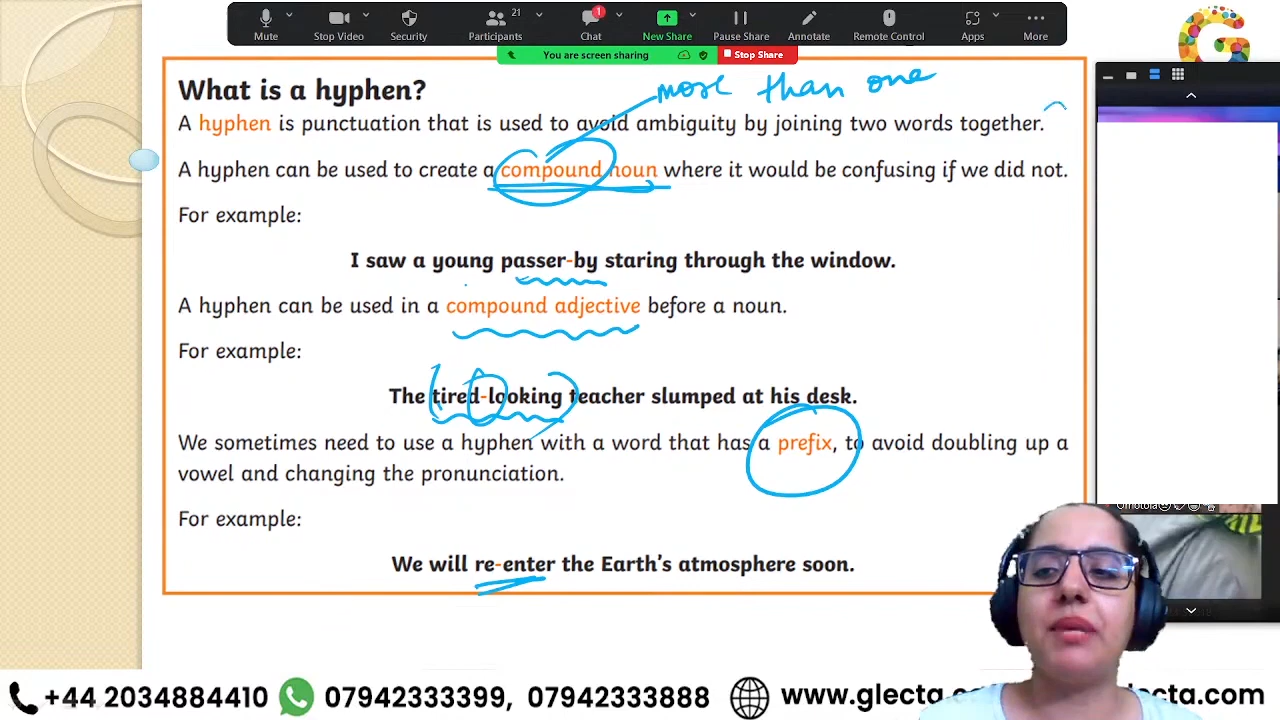 21
1
Mute
Stop Video
Security
Participants
Chat
New Share
Pause Share
Annotate
Remote Control
Apps
More
You are screen sharing
Stop Share
G
more than one
What is a hyphen?
A hyphen is punctuation that is used to avoid ambiguity by joining two words together.
A hyphen can be used to create a compound noun where it would be confusing if we did not.
For example:
I saw a young passer-by staring through the window.
A hyphen can be used in a compound adjective before a noun.
For example:
The tired-looking teacher slumped at his desk.
We sometimes need to use a hyphen with a word that has a prefix, to avoid doubling up a
vowel and changing the pronunciation.
For example:
We will re-enter the Earth's atmosphere soon.
+44 2034884410
07942333399, 07942333888
www.glecta.
ecta.com